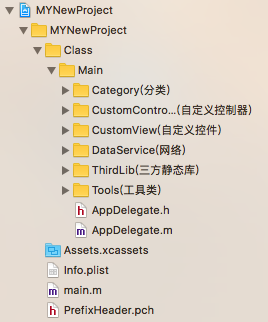 MYNewProject
MYNewProject
Class
Main
Category(分类)
CustomContro...(自定义控制器)
CustomView(自定义控件)
DataService(网络)
ThirdLib(三方静态库)
Tools(工具类)
AppDelegate.h
AppDelegate.m
Assets.xcassets
Info.plist
main.m
PrefixHeader.pch